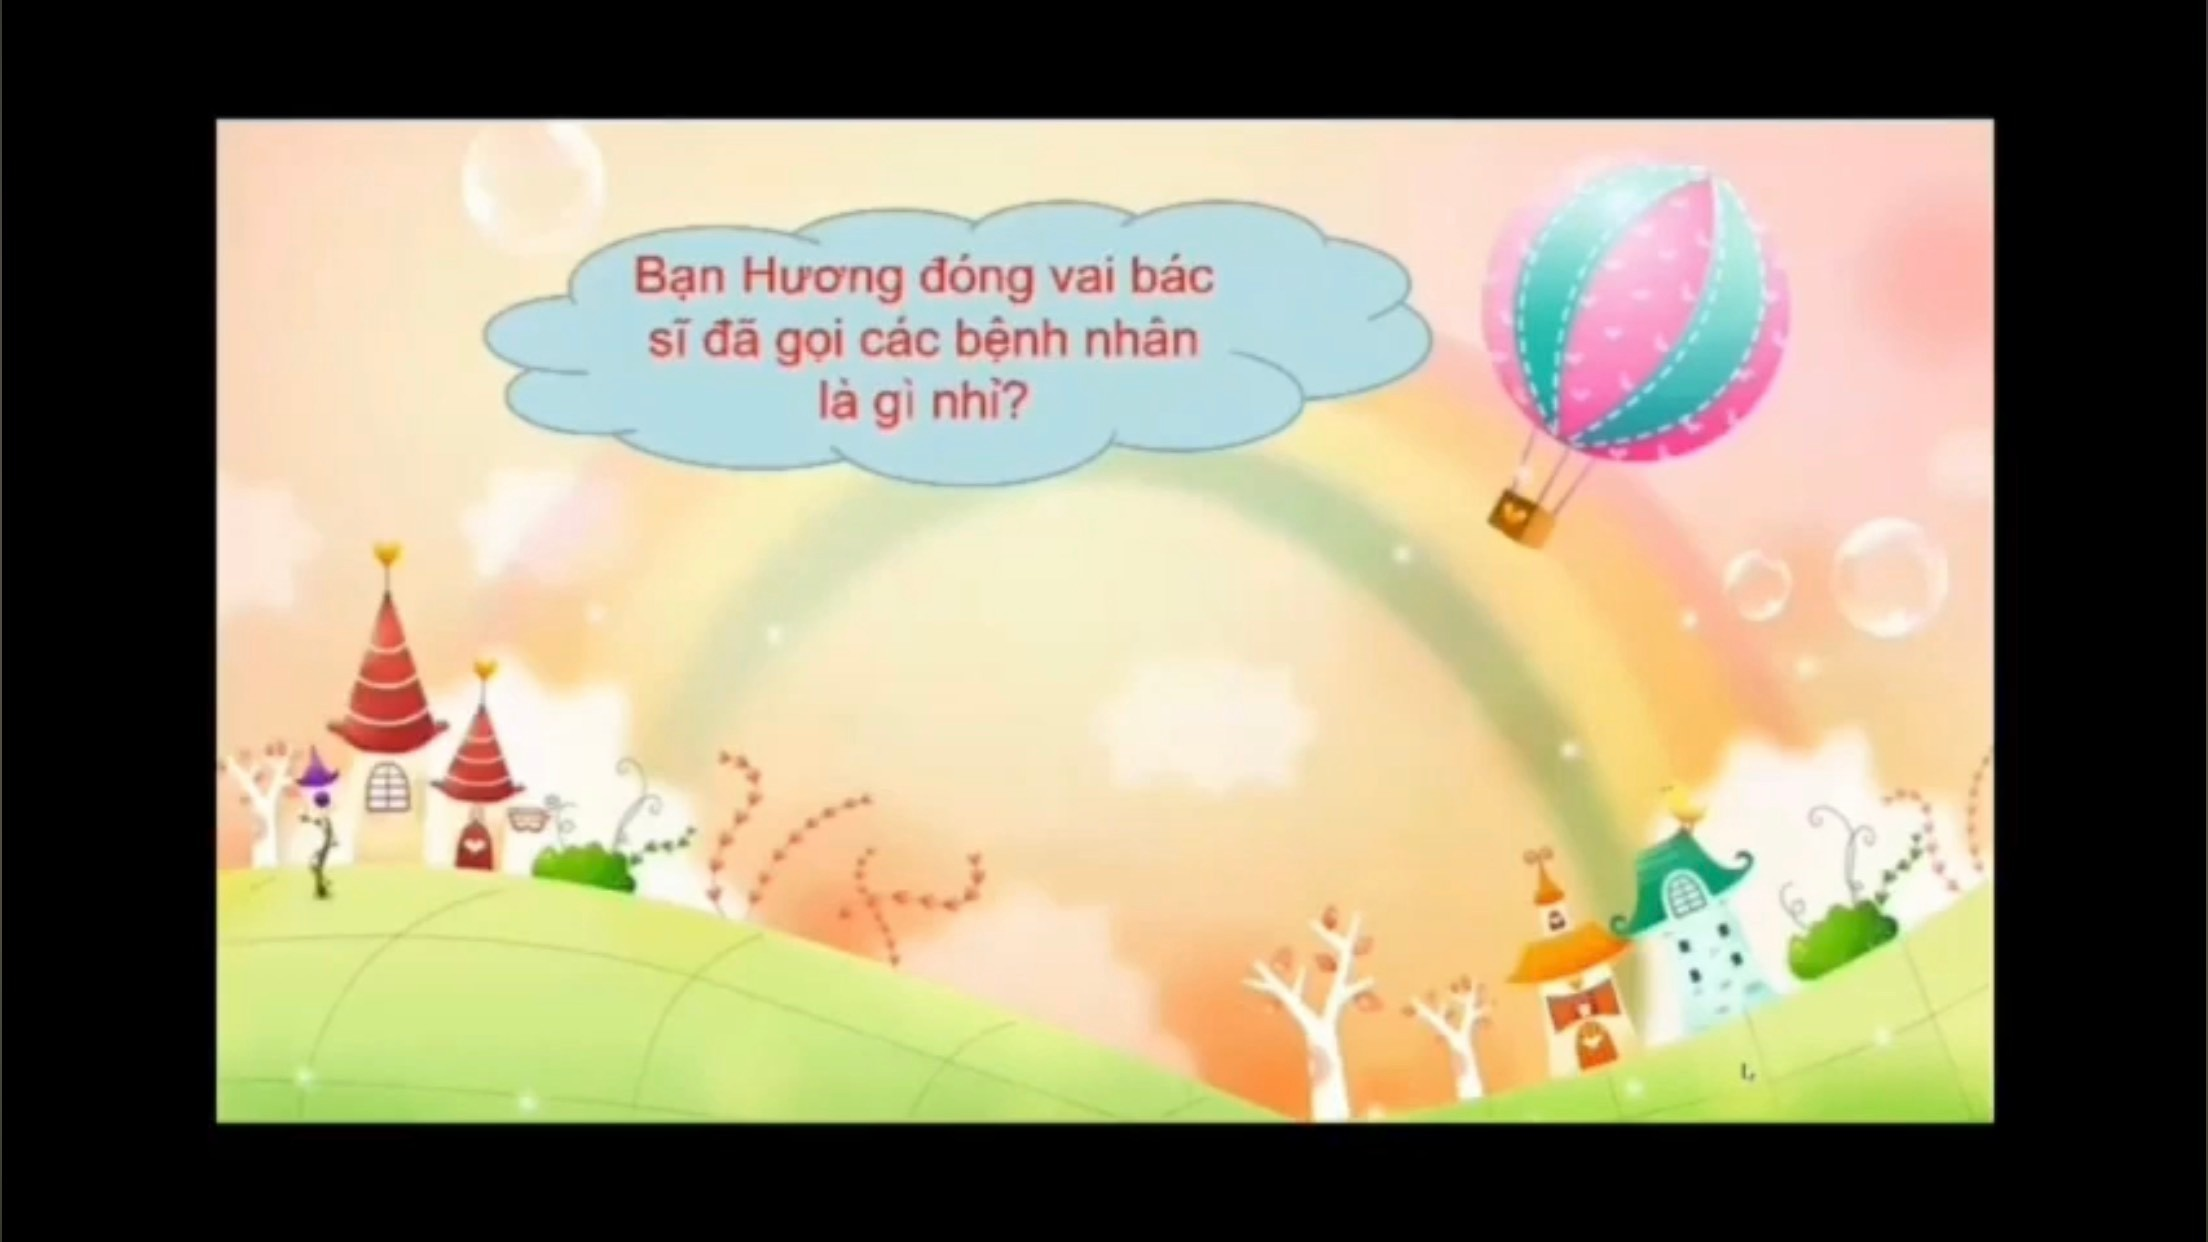 Bạn Hương đóng vai bác
sĩ đã gọi các bệnh nhân
là gì nhỉ?